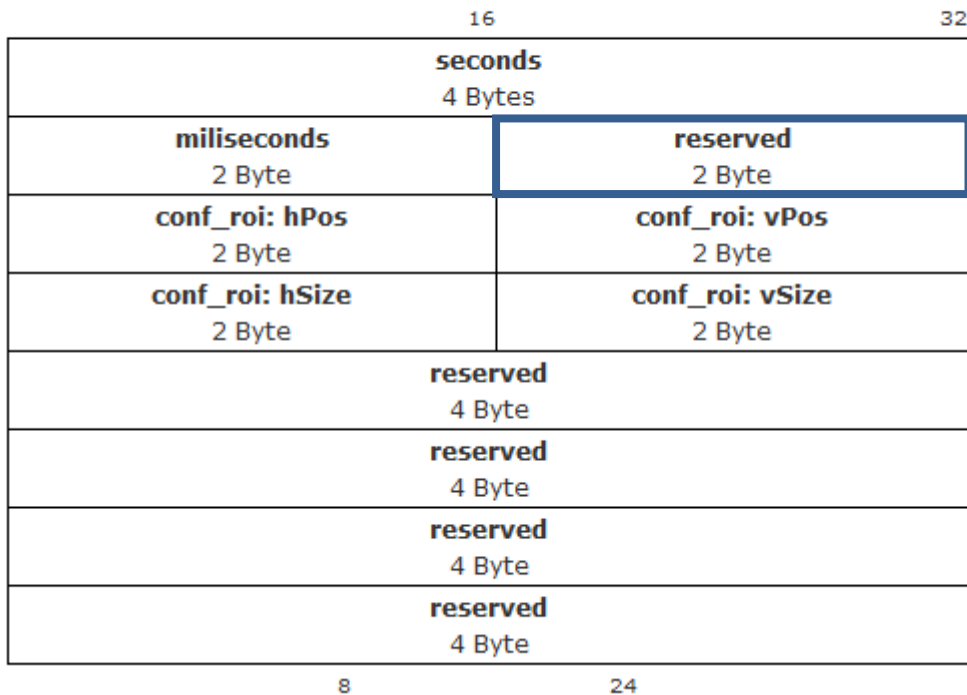 16 32
seconds
4 Bytes
miliseconds reserved
2 Byte 2 Byte
conf_roi: hPos conf_roi: vPos
2 Byte 2 Byte
conf_roi: hSize conf_roi: vSize
2 Byte 2 Byte
reserved
4 Byte
reserved
4 Byte
reserved
4 Byte
reserved
4 Byte
8 24